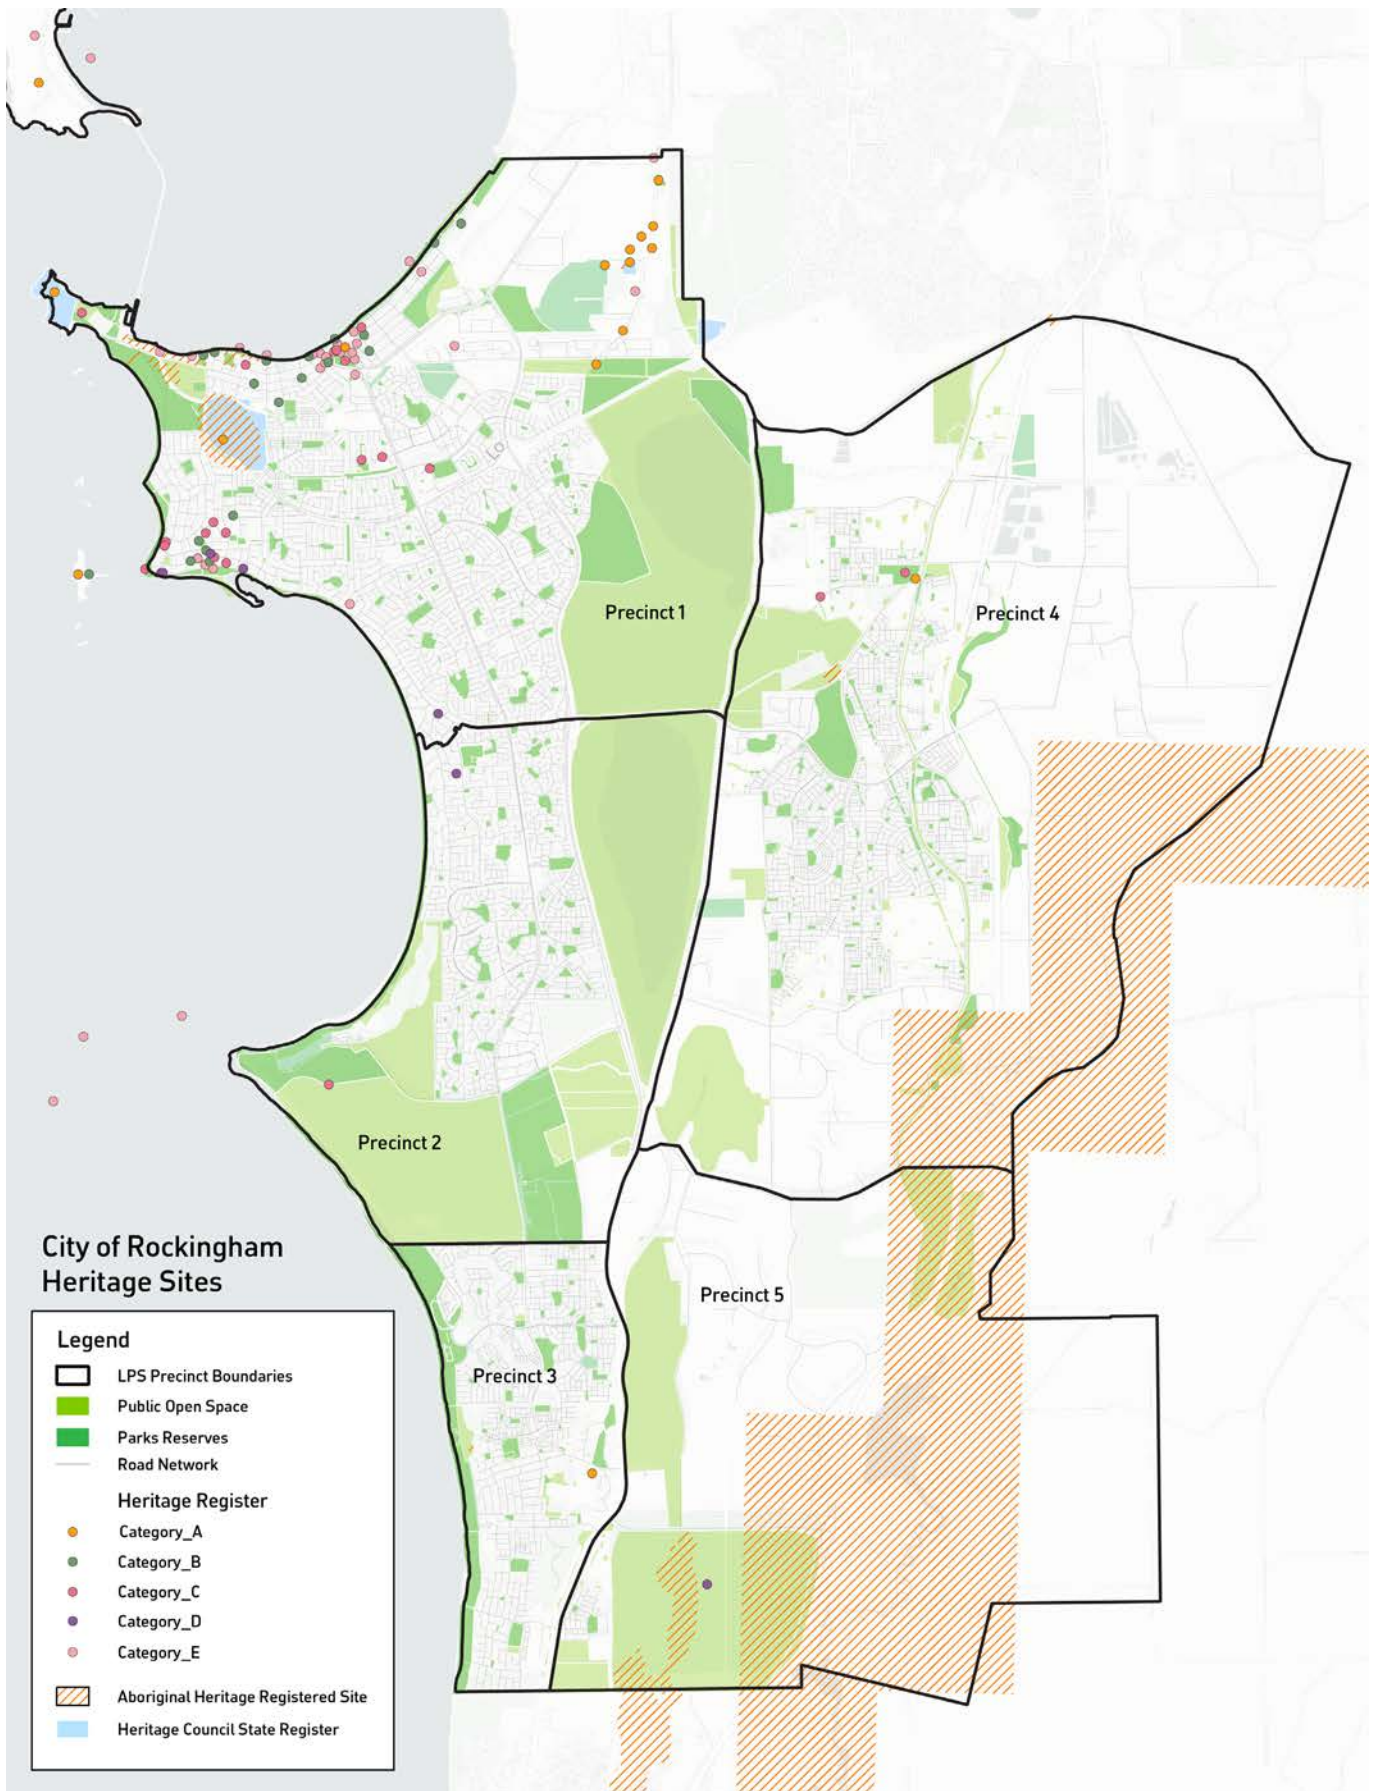 LO
Precinct 1
Precinct 4
Precinct 2
Precinct 5
Precinct 3
City of Rockingham
Heritage Sites
Legend
LPS Precinct Boundaries
Public Open Space
Parks Reserves
Road Network
Heritage Register
Category_A
Category_B
Category_C
Category_D
Category_E
Aboriginal Heritage Registered Site
Heritage Council State Register